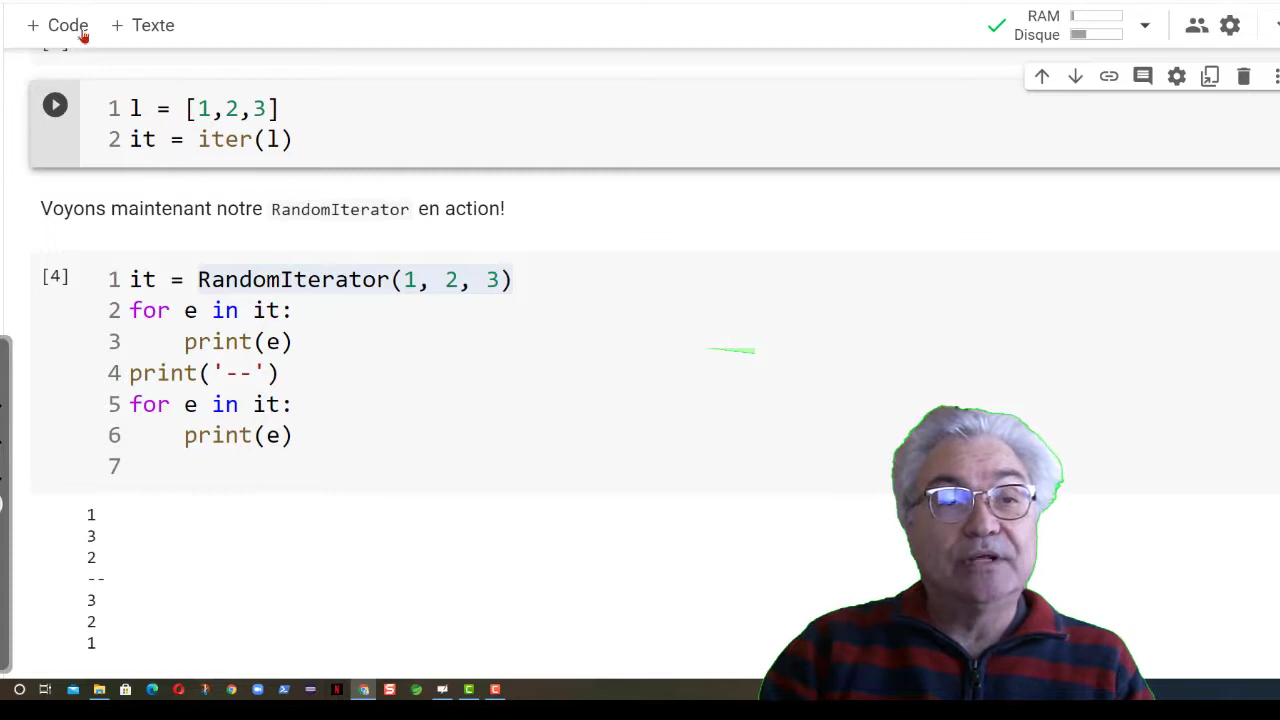 + Code + Texte
RAM
Disque
1 l = [1,2,3]
2 it = iter(l)
Voyons maintenant notre RandomIterator en action!
[4]
1 it = RandomIterator(1, 2, 3)
2 for e in it:
3 print(e)
4 print('--')
5 for e in it:
6 print(e)
7
1
3
2
--
3
2
1